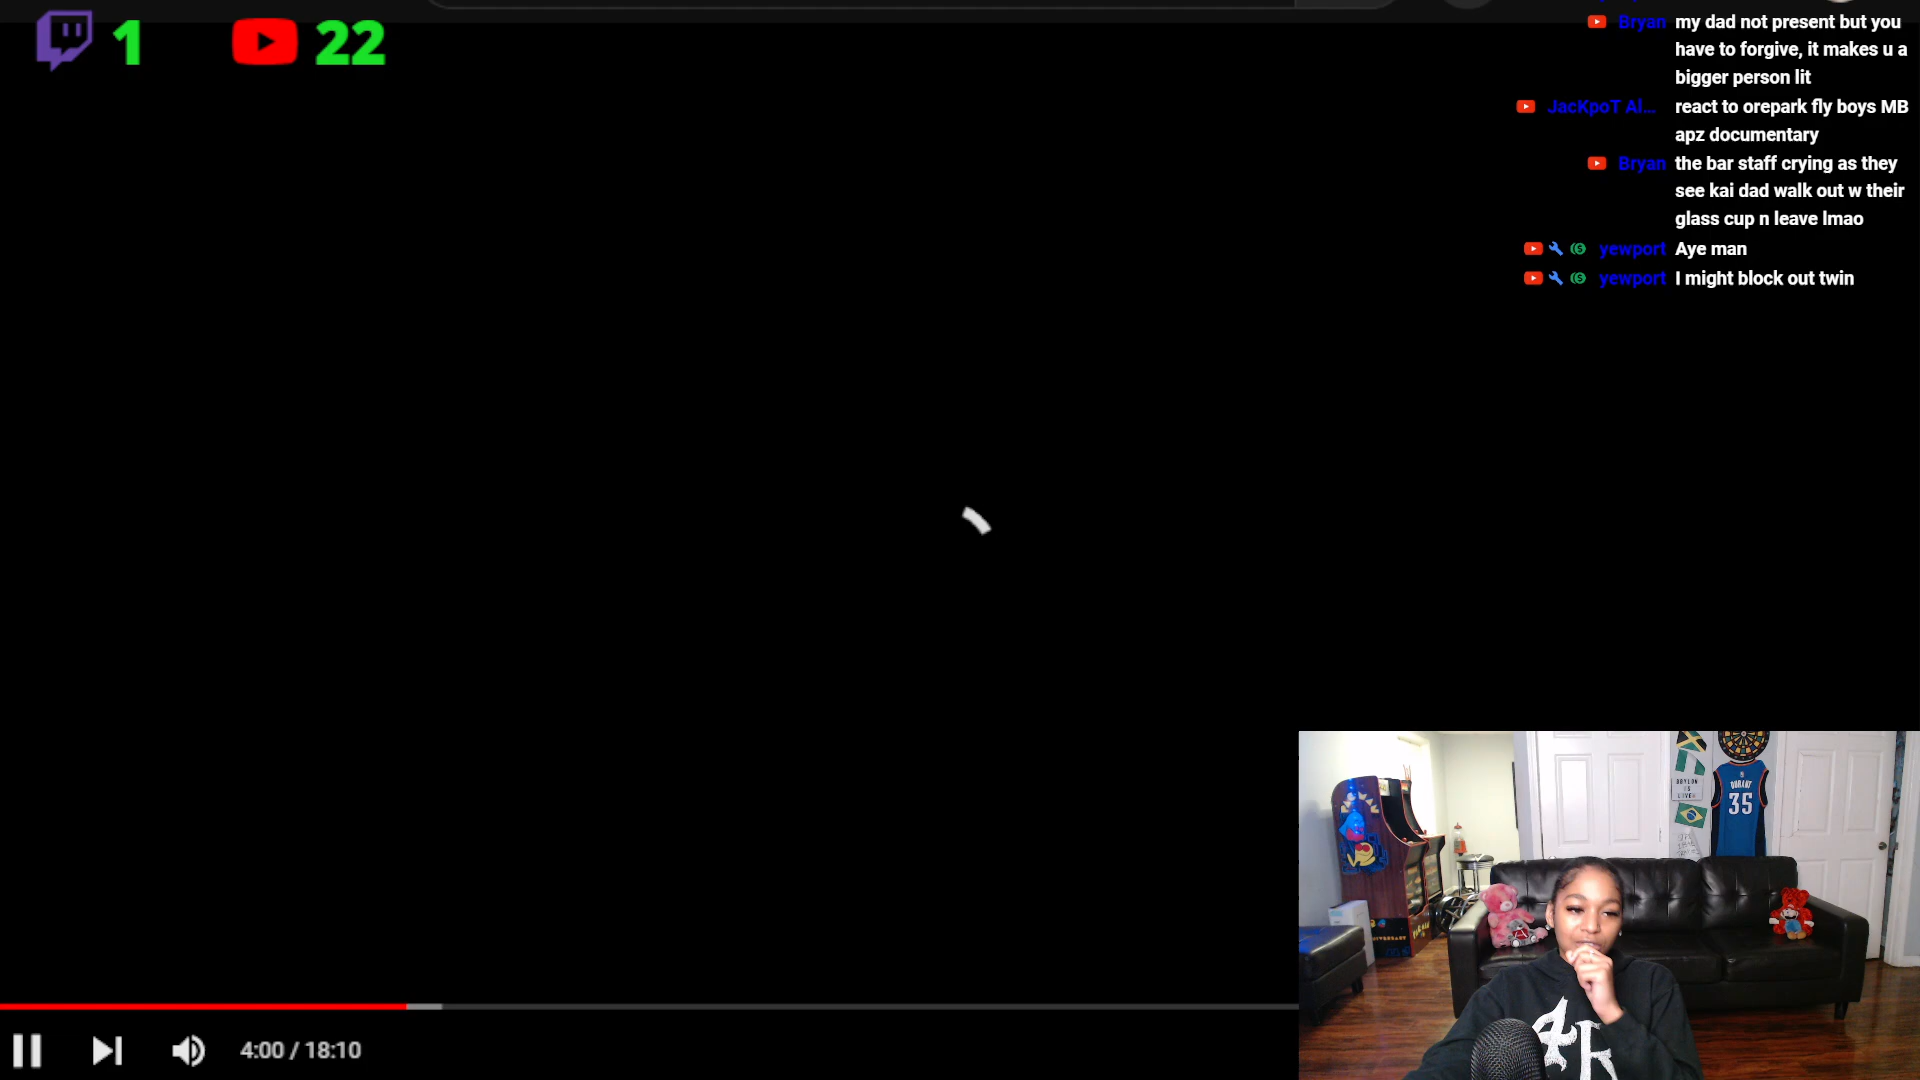 1
22
Bryan my dad not present but you
have to forgive, it makes u a
bigger person lit
JacKpoT Al... react to orepark fly boys MB
apz documentary
Bryan the bar staff crying as they
see kai dad walk out w their
glass cup n leave lmao
yewport Aye man
yewport I might block out twin
DURANT
35
4:00 / 18:10